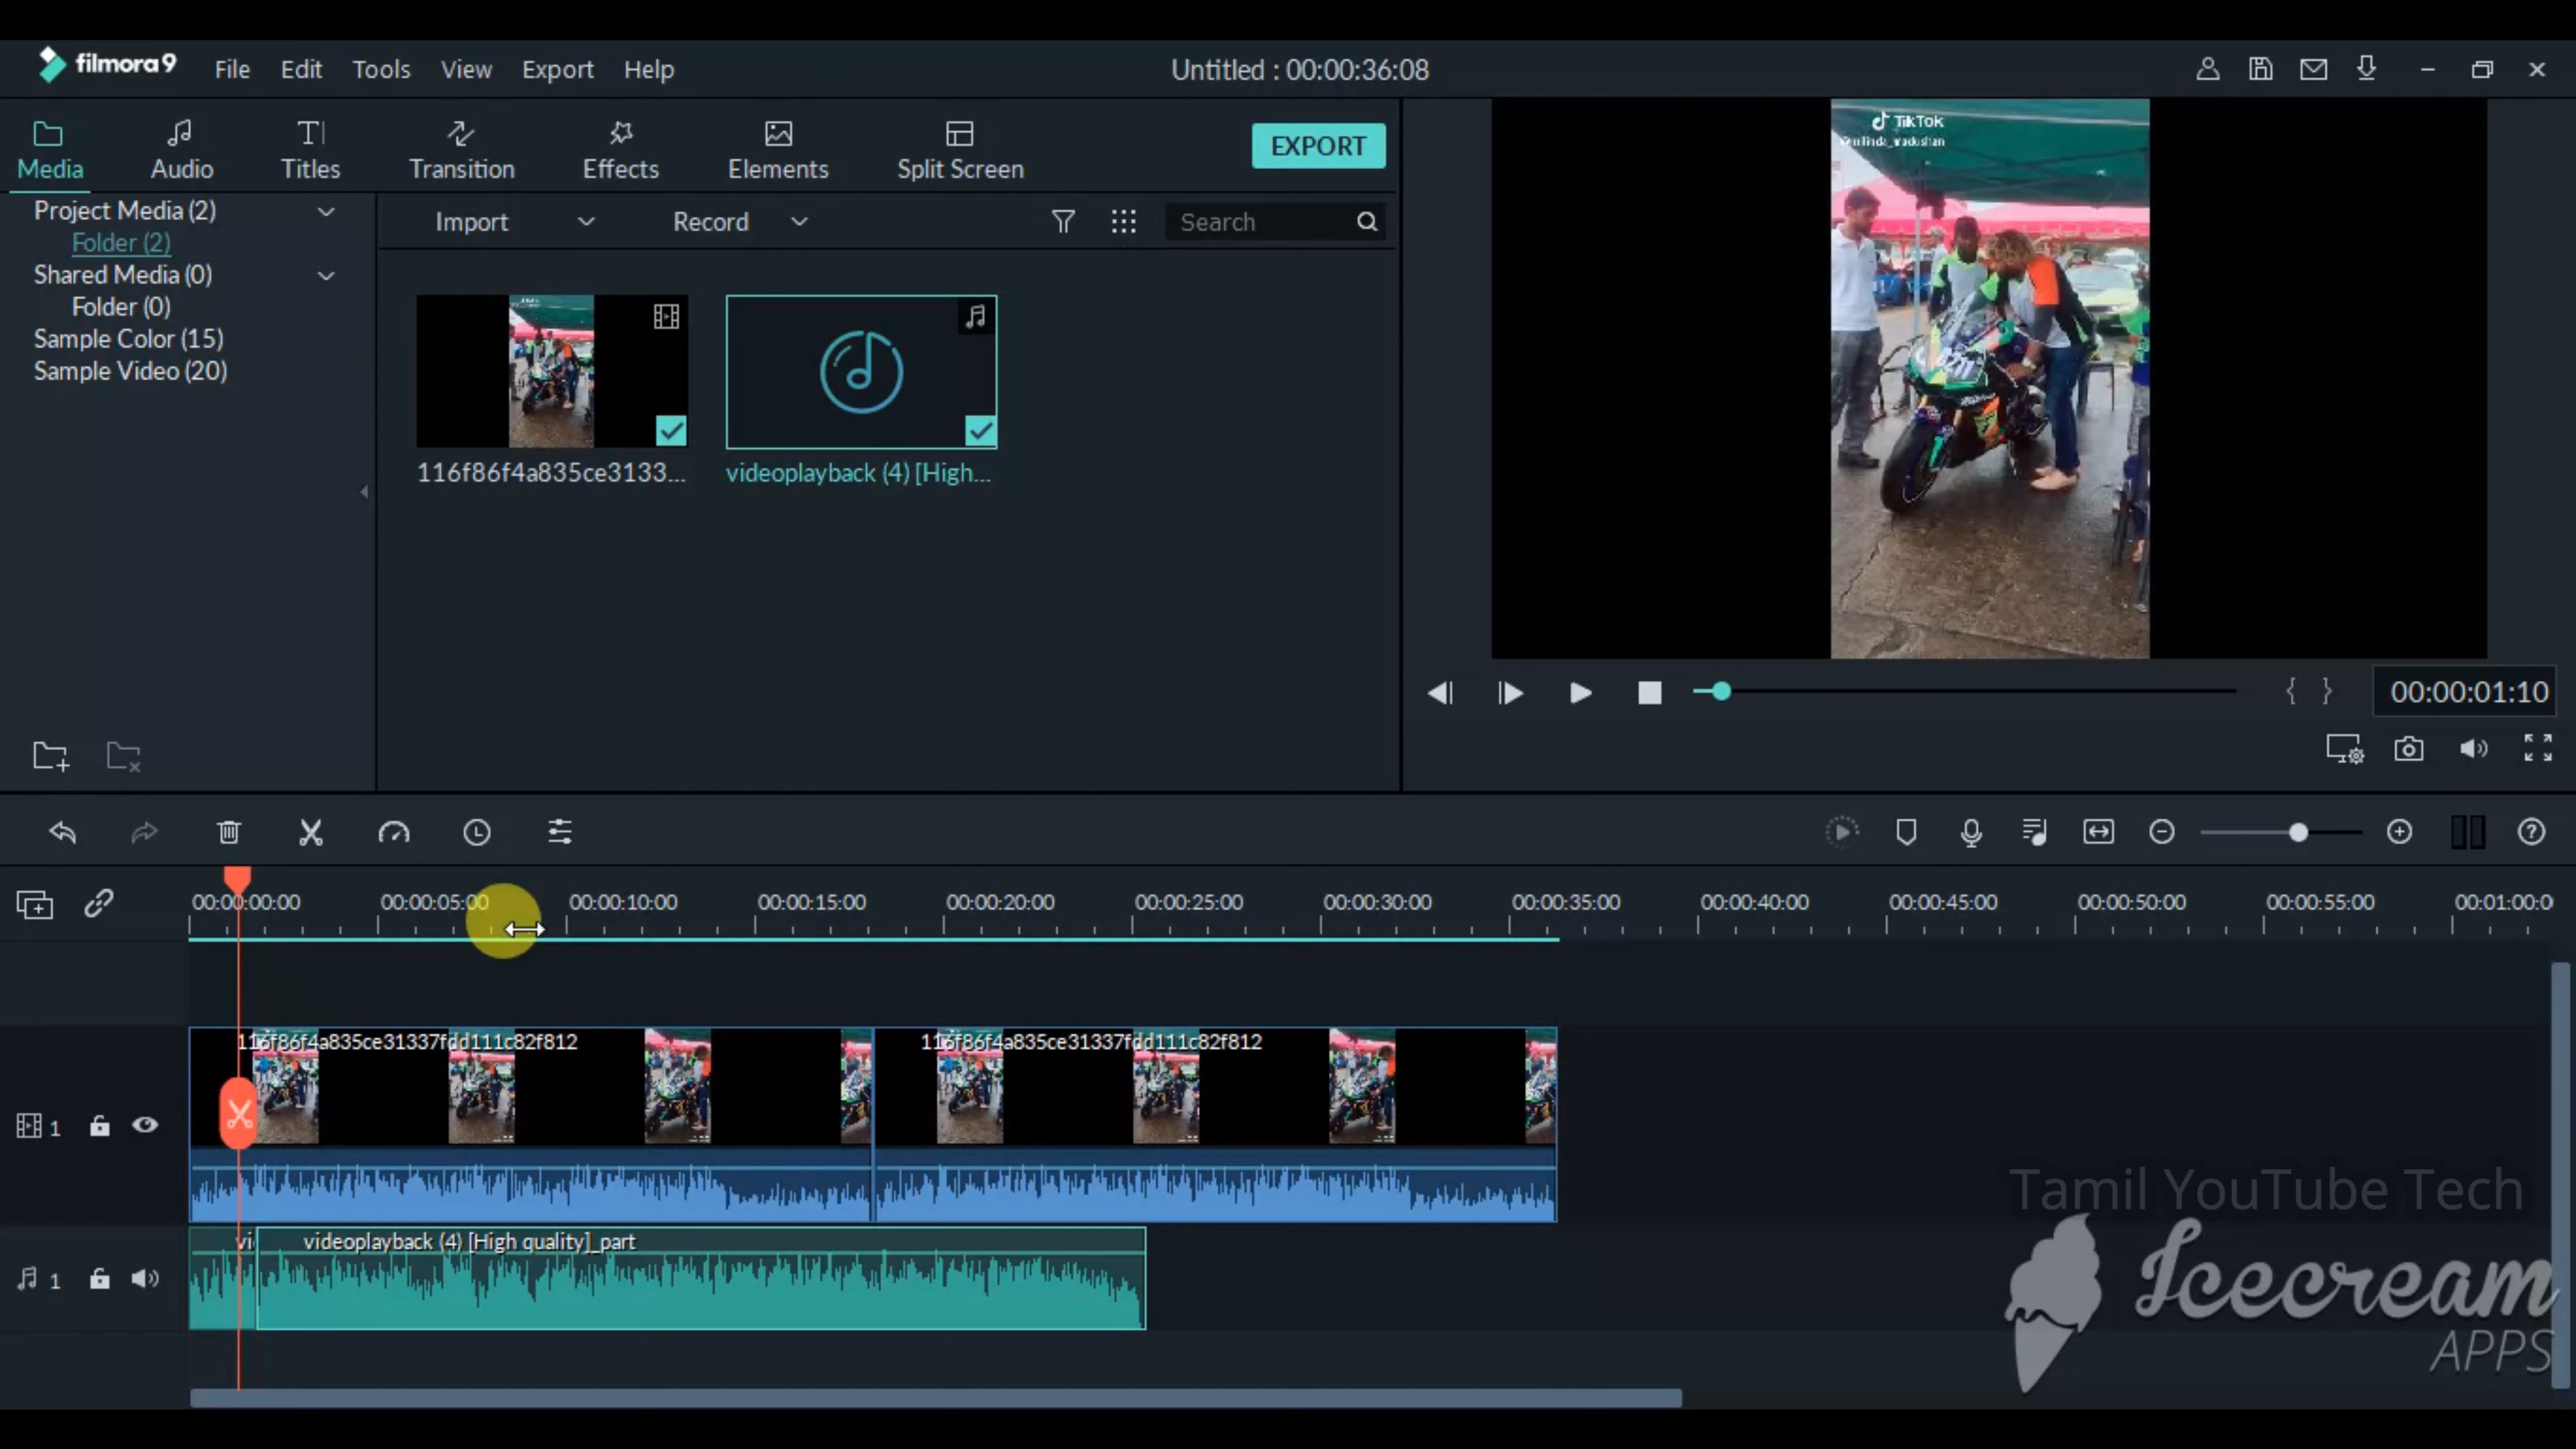 filmora9 File Edit Tools View Export Help Untitled : 00:00:36:08
Media Audio Titles Transition Effects Elements Split Screen EXPORT
Project Media (2)
Folder (2)
Shared Media (0)
Folder (0)
Sample Color (15)
Sample Video (20)
Import Record Search
116f86f4a835ce3133...
videoplayback (4) [High...
TikTok
00:00:01:10
00:00:00:00 00:00:05:00 00:00:10:00 00:00:15:00 00:00:20:00 00:00:25:00 00:00:30:00 00:00:35:00 00:00:40:00 00:00:45:00 00:00:50:00 00:00:55:00 00:01:00:0
116f86f4a835ce31337fdd111c82f812
116f86f4a835ce31337fdd111c82f812
1
vi
videoplayback (4) [High quality]_part
1
Tamil YouTube Tech
Icecream
APPS